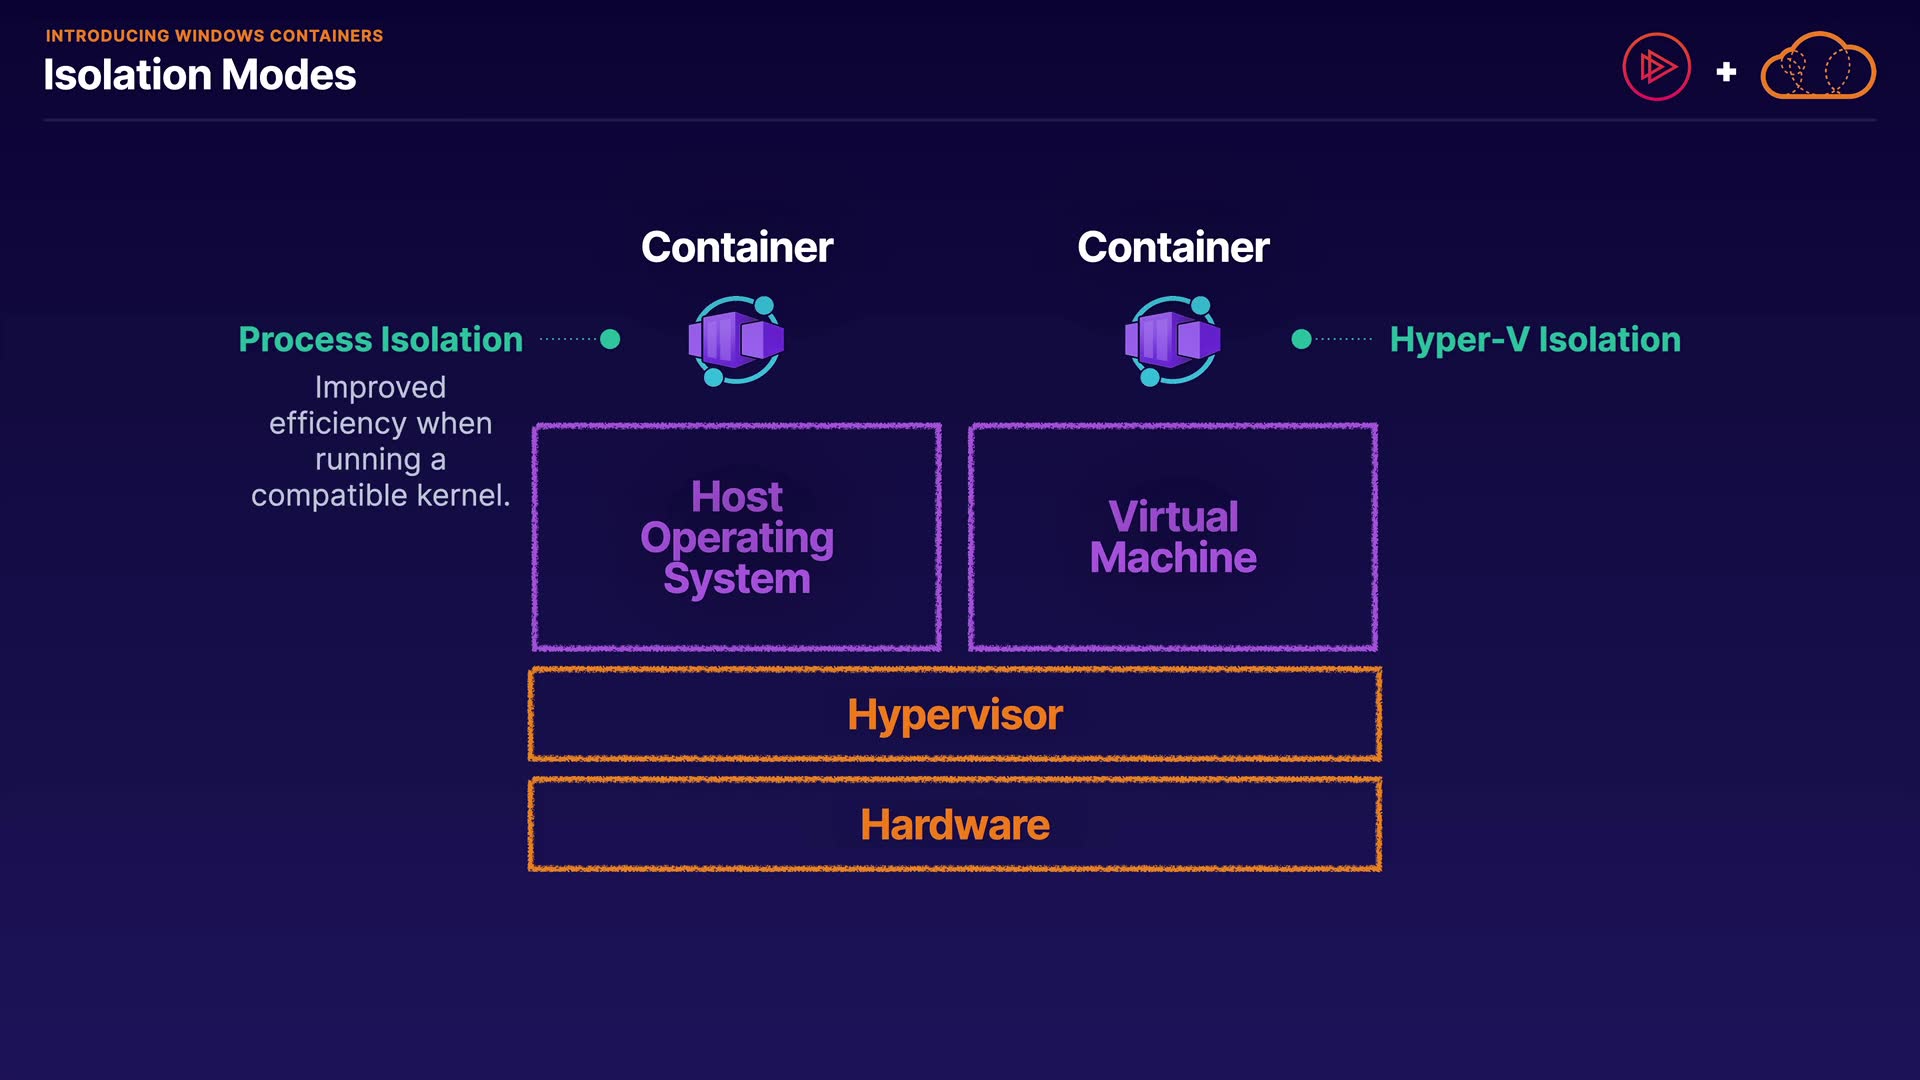 INTRODUCING WINDOWS CONTAINERS
Isolation Modes
Container
Container
Process Isolation
Improved
efficiency when
running a
compatible kernel.
Hyper-V Isolation
Host
Operating
System
Virtual
Machine
Hypervisor
Hardware